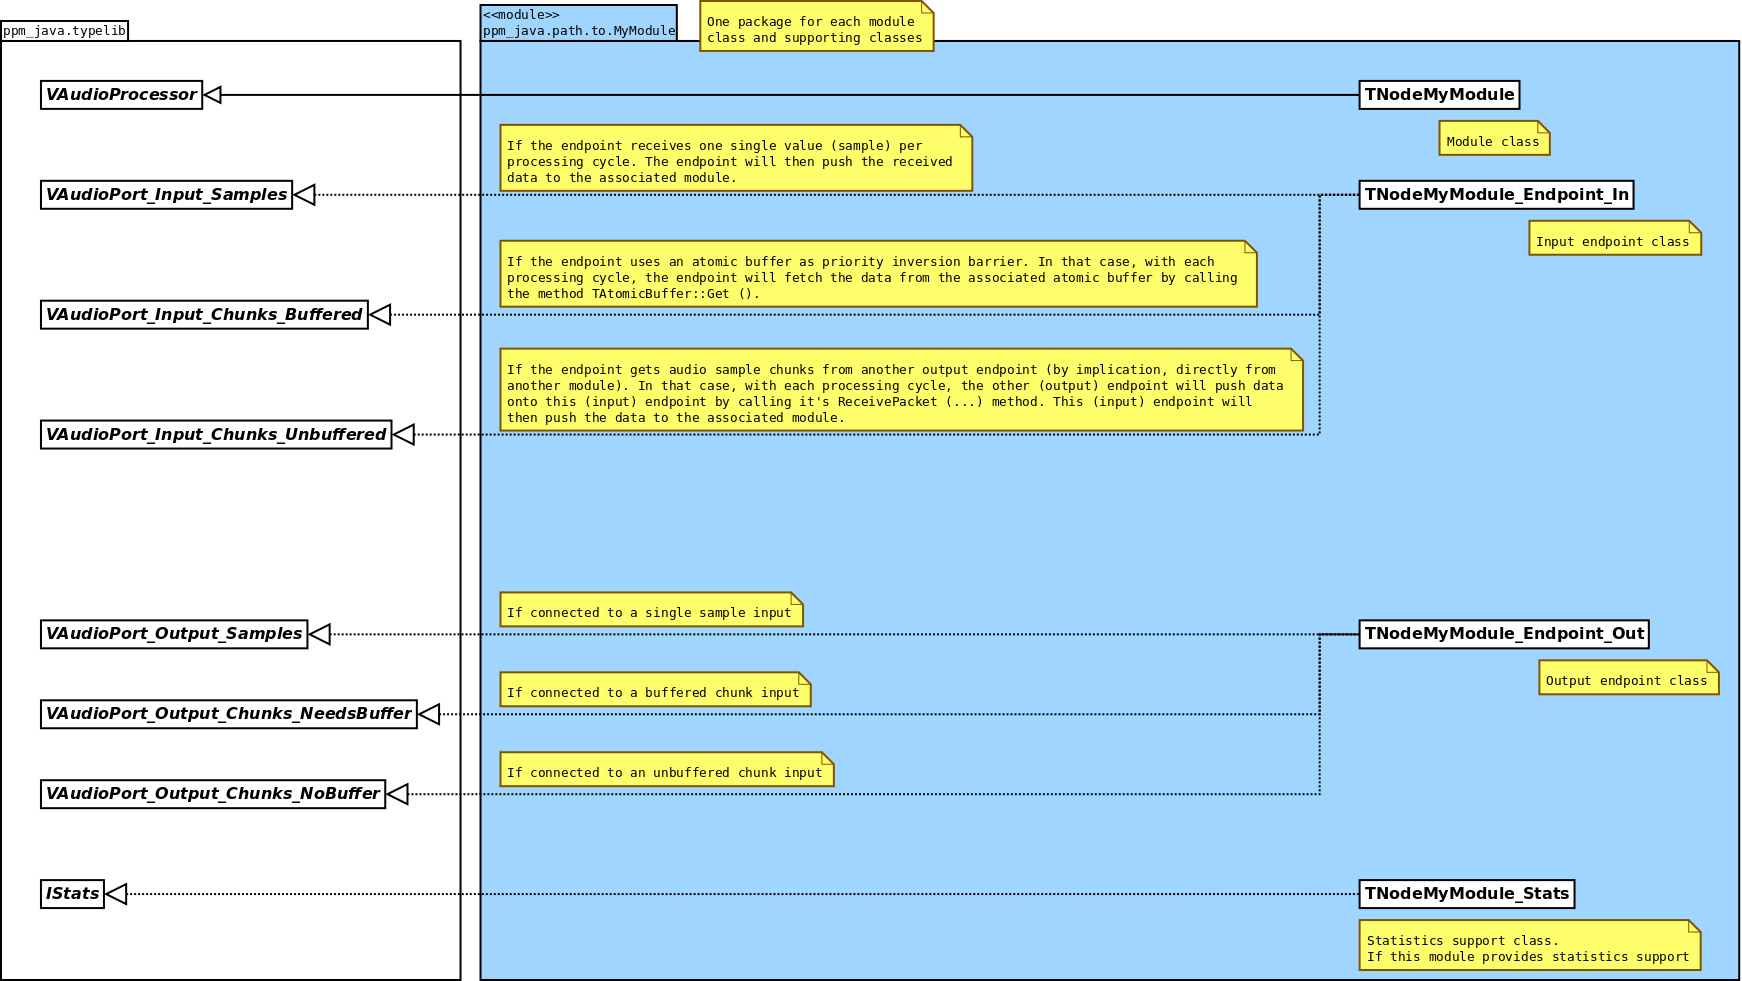 ppm_java.typelib
<<module>>
ppm_java.path.to.MyModule
One package for each module
class and supporting classes
VAudioProcessor
TNodeMyModule
Module class
If the endpoint receives one single value (sample) per
processing cycle. The endpoint will then push the received
data to the associated module.
VAudioPort_Input_Samples
TNodeMyModule_Endpoint_In
Input endpoint class
If the endpoint uses an atomic buffer as priority inversion barrier. In that case, with each
processing cycle, the endpoint will fetch the data from the associated atomic buffer by calling
the method TAtomicBuffer::Get ().
VAudioPort_Input_Chunks_Buffered
If the endpoint gets audio sample chunks from another output endpoint (by implication, directly from
another module). In that case, with each processing cycle, the other (output) endpoint will push data
onto this (input) endpoint by calling it's ReceivePacket (...) method. This (input) endpoint will
then push the data to the associated module.
VAudioPort_Input_Chunks_Unbuffered
If connected to a single sample input
VAudioPort_Output_Samples
TNodeMyModule_Endpoint_Out
Output endpoint class
If connected to a buffered chunk input
VAudioPort_Output_Chunks_NeedsBuffer
If connected to an unbuffered chunk input
VAudioPort_Output_Chunks_NoBuffer
IStats
TNodeMyModule_Stats
Statistics support class.
If this module provides statistics support